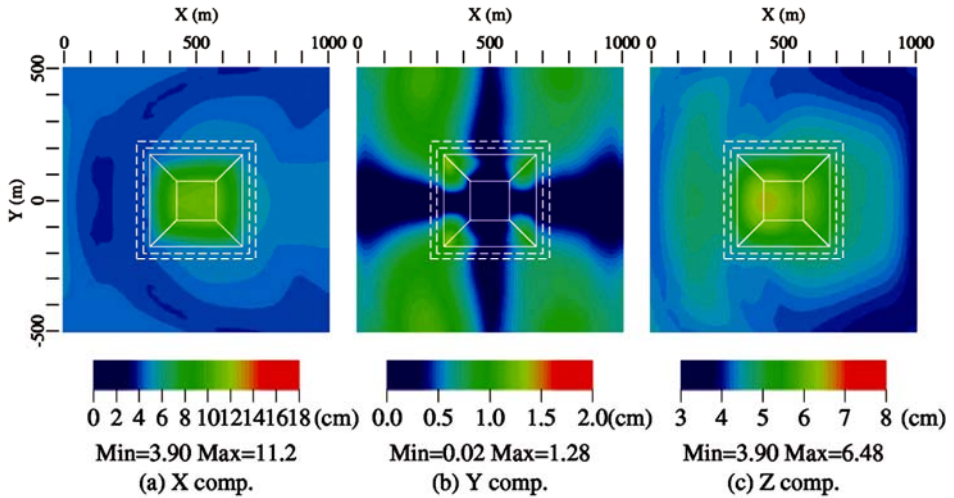 X (m) X (m) X (m)
0 500 1000 0 500 1000 0 500 1000
500
Y (m)
0
-500
0 2 4 6 8 10 12 14 16 18 (cm) 0.0 0.5 1.0 1.5 2.0 (cm) 3 4 5 6 7 8 (cm)
Min=3.90 Max=11.2 Min=0.02 Max=1.28 Min=3.90 Max=6.48
(a) X comp. (b) Y comp. (c) Z comp.